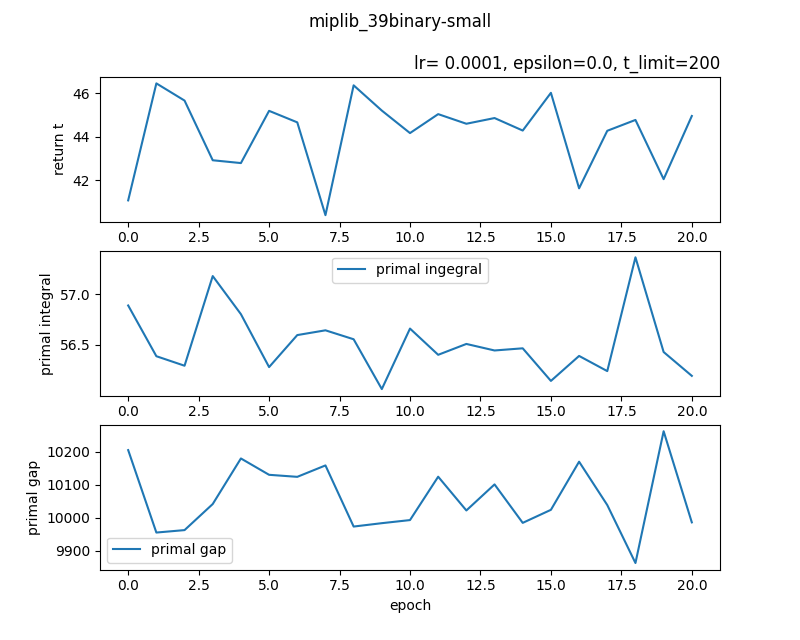 miplib_39binary-small
lr= 0.0001, epsilon=0.0, t_limit=200
return t
46
44
42
0.0 2.5 5.0 7.5 10.0 12.5 15.0 17.5 20.0
primal integral
primal ingegral
57.0
56.5
0.0 2.5 5.0 7.5 10.0 12.5 15.0 17.5 20.0
primal gap
10200
10100
10000
9900
primal gap
0.0 2.5 5.0 7.5 10.0 12.5 15.0 17.5 20.0
epoch